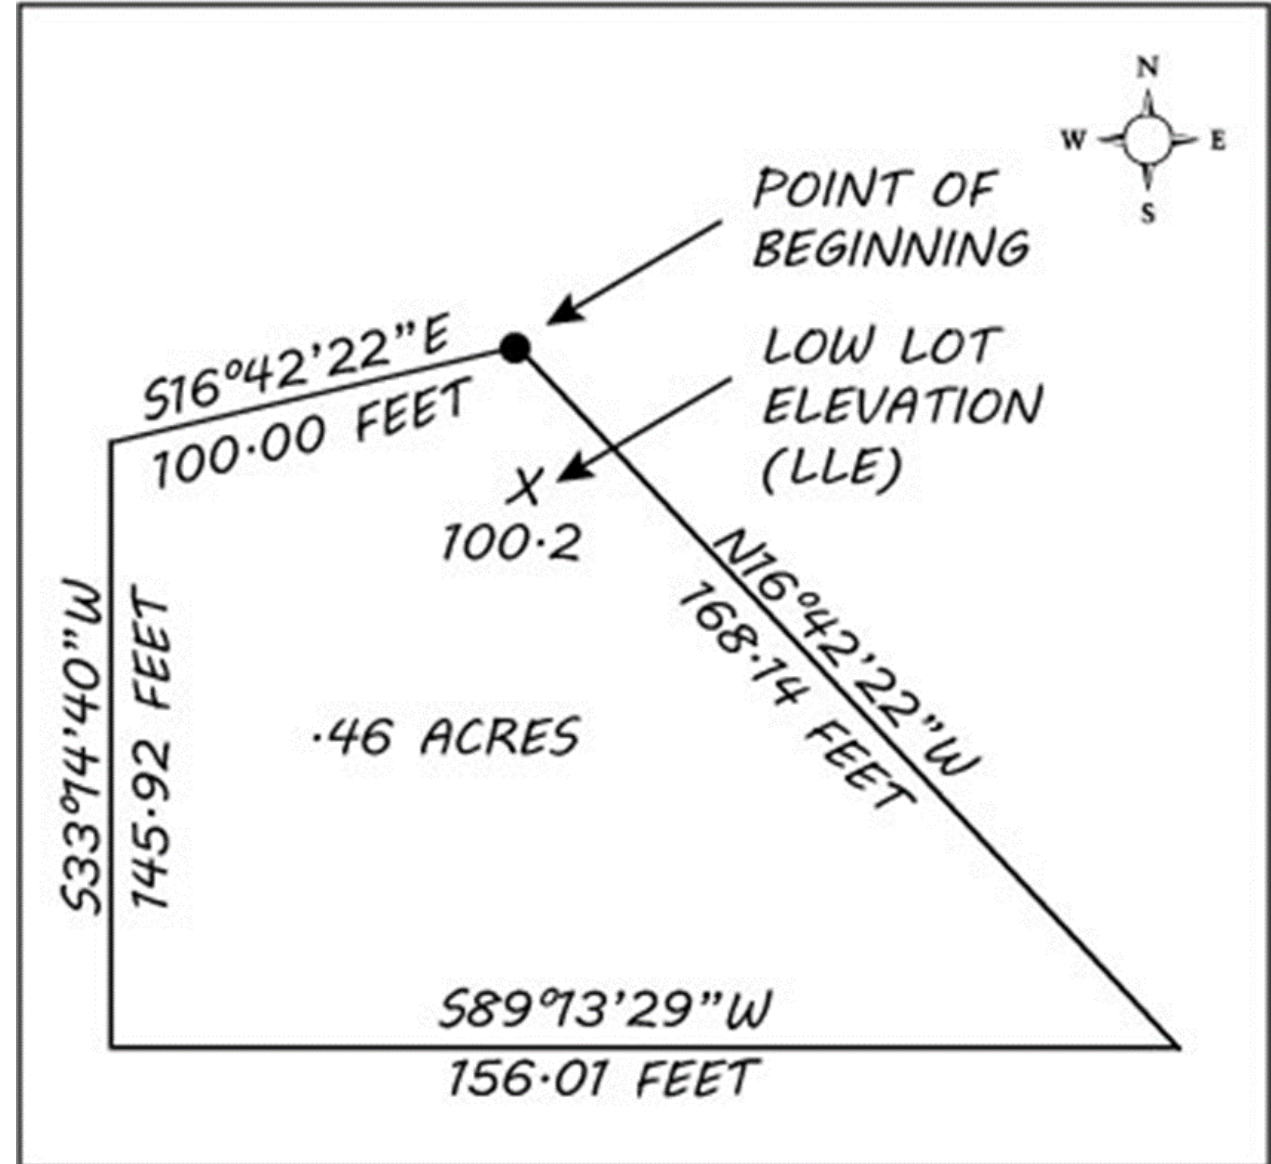 N
W E
S
POINT OF
BEGINNING
S16°42'22"E
100.00 FEET
LOW LOT
ELEVATION
(LLE)
X
100.2
N16°42'22"W
168.14 FEET
S33°14'40"W
145.92 FEET
.46 ACRES
S89°13'29"W
156.01 FEET